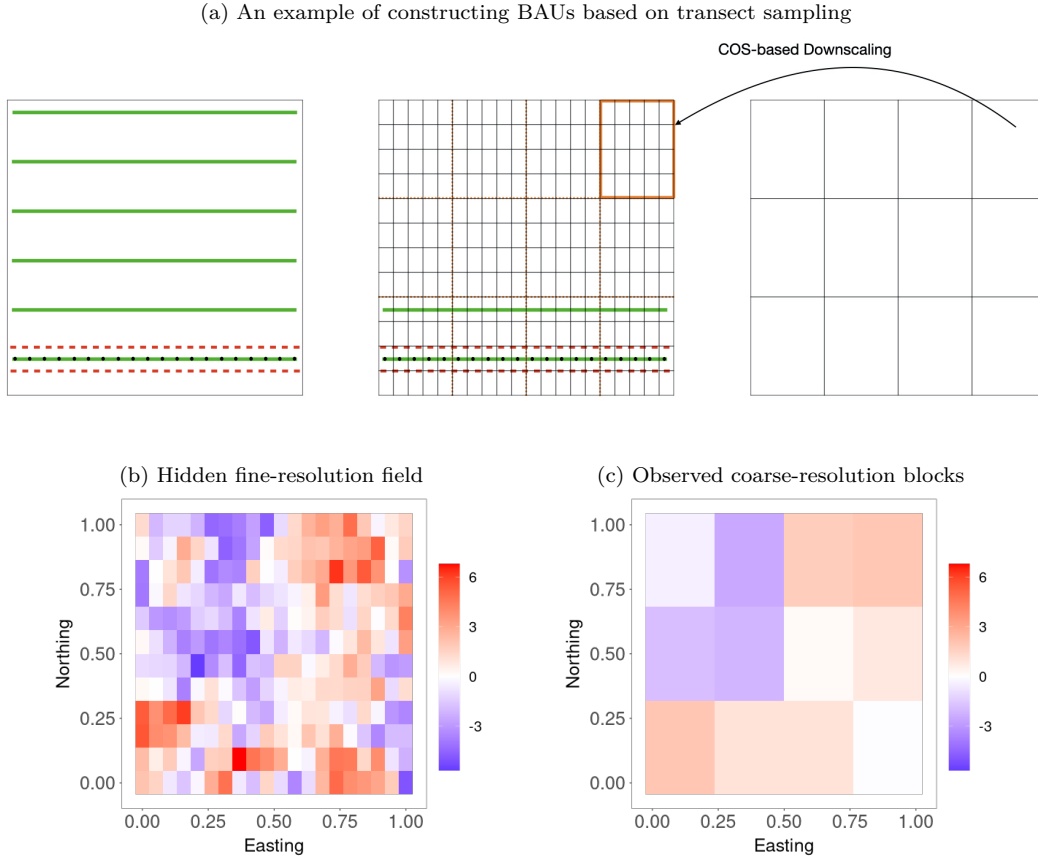 (a) An example of constructing BAUs based on transect sampling
COS-based Downscaling
(b) Hidden fine-resolution field
(c) Observed coarse-resolution blocks
1.00
0.75
0.50
0.25
0.00
Northing
0.00 0.25 0.50 0.75 1.00
Easting
6
3
0
-3
1.00
0.75
0.50
0.25
0.00
Northing
0.00 0.25 0.50 0.75 1.00
Easting
6
3
0
-3